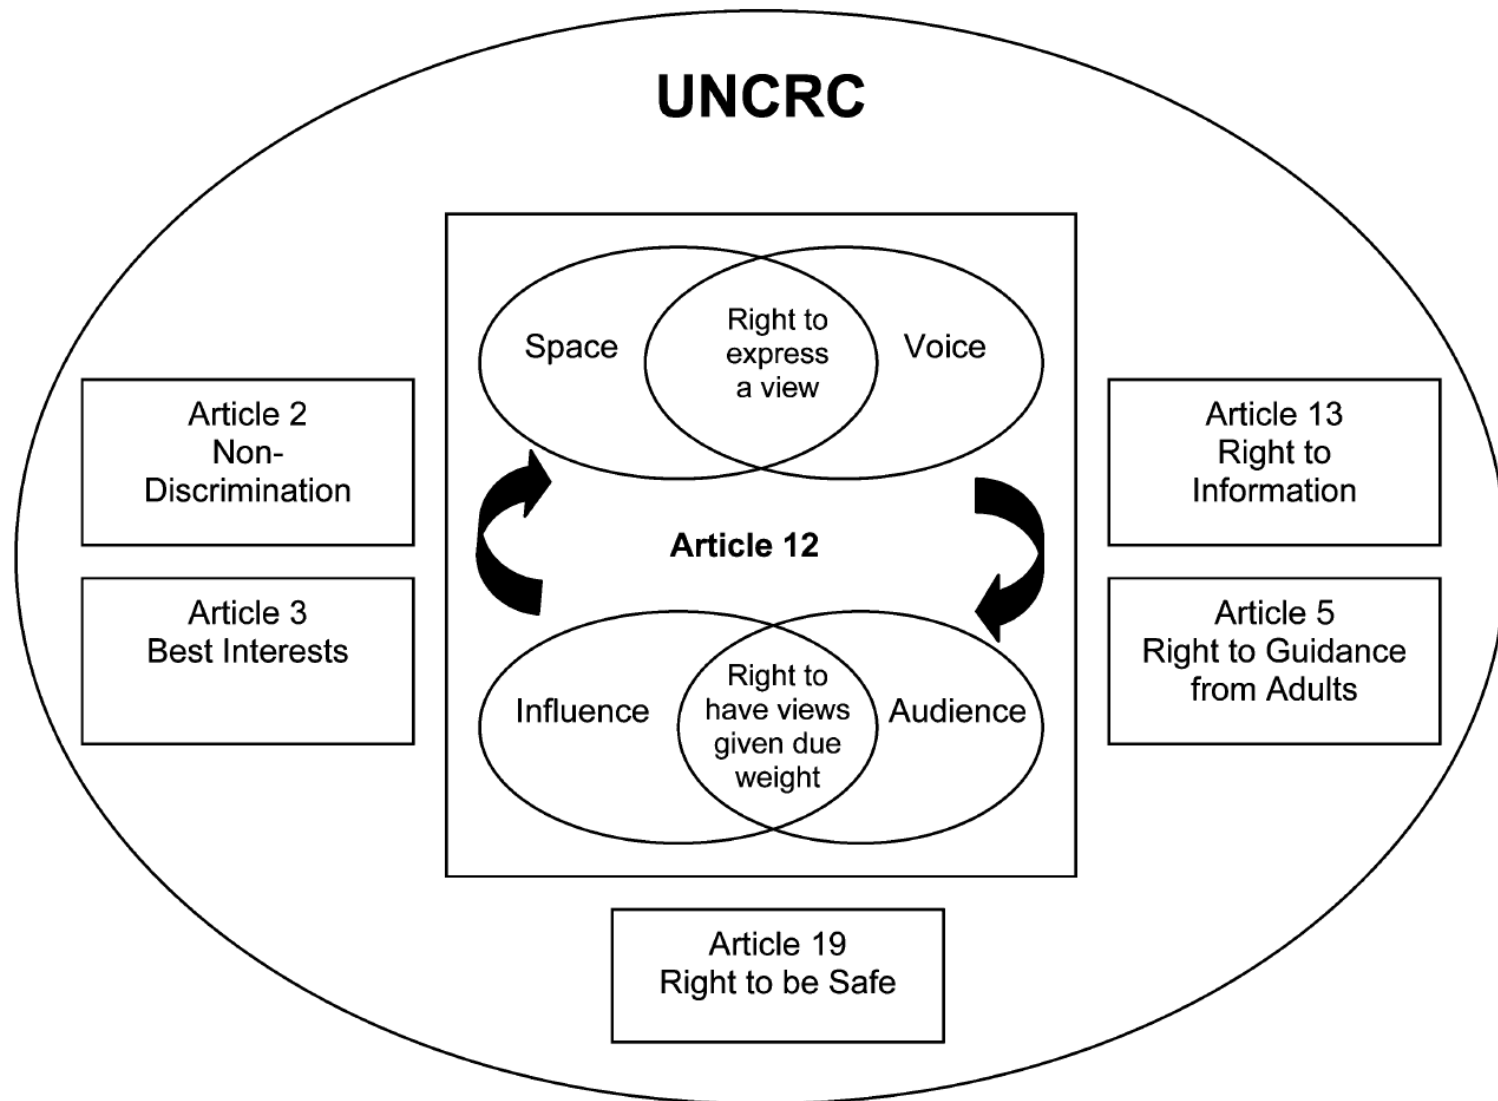 UNCRC
Space
Right to
express
a view
Voice
Article 2
Non-
Discrimination
Article 13
Right to
Information
Article 12
Article 3
Best Interests
Article 5
Right to Guidance
from Adults
Influence
Right to
have views
given due
weight
Audience
Article 19
Right to be Safe